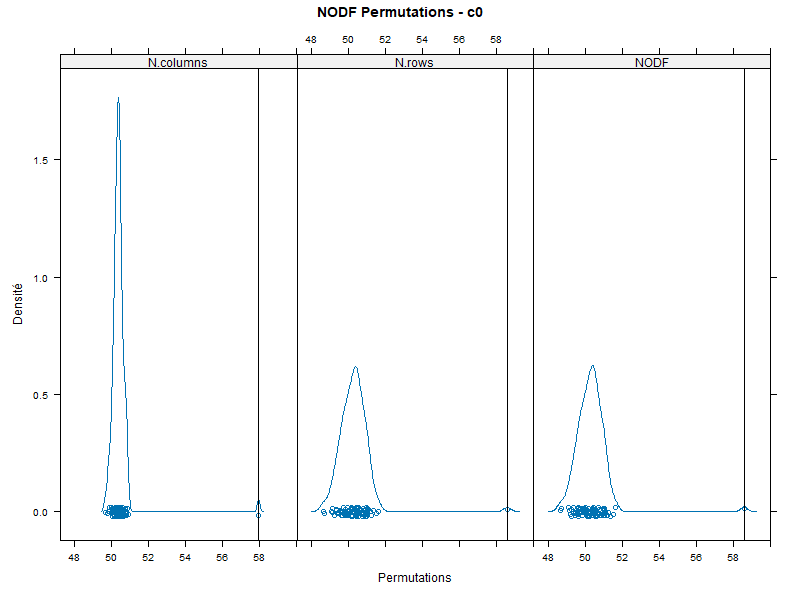 NODF Permutations - c0
48 50 52 54 56 58
N.columns N.rows NODF
1.5
1.0
0.5
0.0
Densité
48 50 52 54 56 58 48 50 52 54 56 58
Permutations